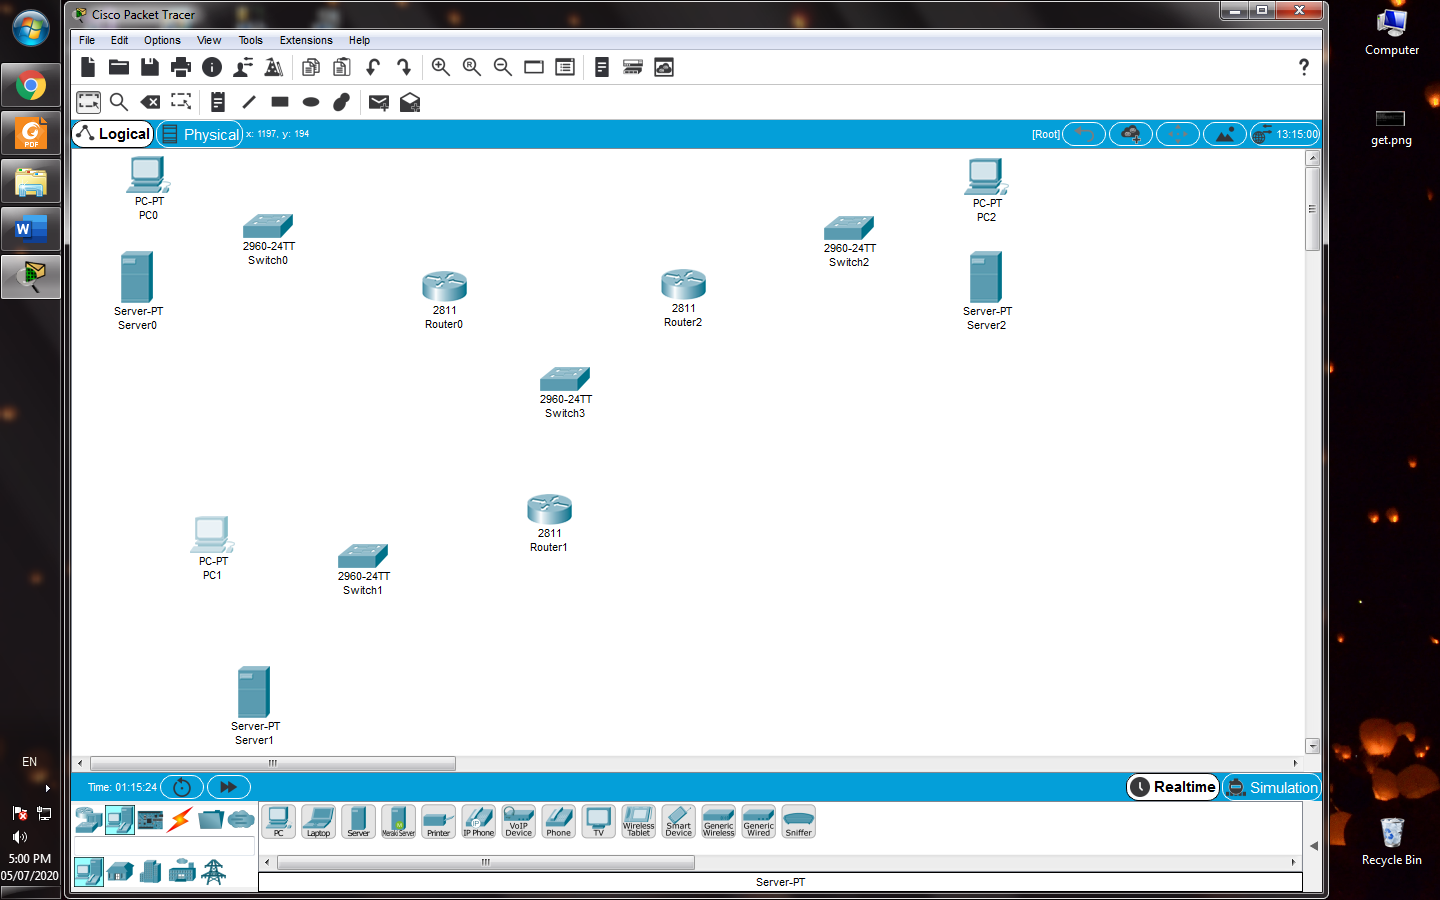 Cisco Packet Tracer
File Edit Options View Tools Extensions Help
?
Logical Physical x: 1197, y: 194 [Root] 13:15:00
PC-PT
PC0
2960-24TT
Switch0
Server-PT
Server0
2811
Router0
2811
Router2
2960-24TT
Switch2
PC-PT
PC2
Server-PT
Server2
2960-24TT
Switch3
2811
Router1
PC-PT
PC1
2960-24TT
Switch1
Server-PT
Server1
Time: 01:15:24
Realtime Simulation
PC Laptop Server Meraki Server Printer IP Phone VoIP Device Phone TV Wireless Tablet Smart Device Generic Wireless Generic Wired Sniffer
Server-PT
Computer
get.png
Recycle Bin
PDF
W
EN
5:00 PM
05/07/2020